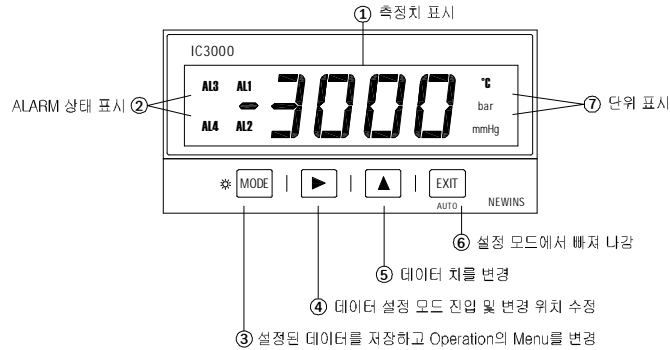 ① 측정치 표시
IC3000
AL3 AL1 -3000 ℃
ALARM 상태 표시 ② bar ⑦ 단위 표시
AL4 AL2 mmHg
MODE | ▶ | ▲ | EXIT
AUTO NEWINS
⑥ 설정 모드에서 빠져 나감
⑤ 데이터 치를 변경
④ 데이터 설정 모드 진입 및 변경 위치 수정
③ 설정된 데이터를 저장하고 Operation의 Menu를 변경